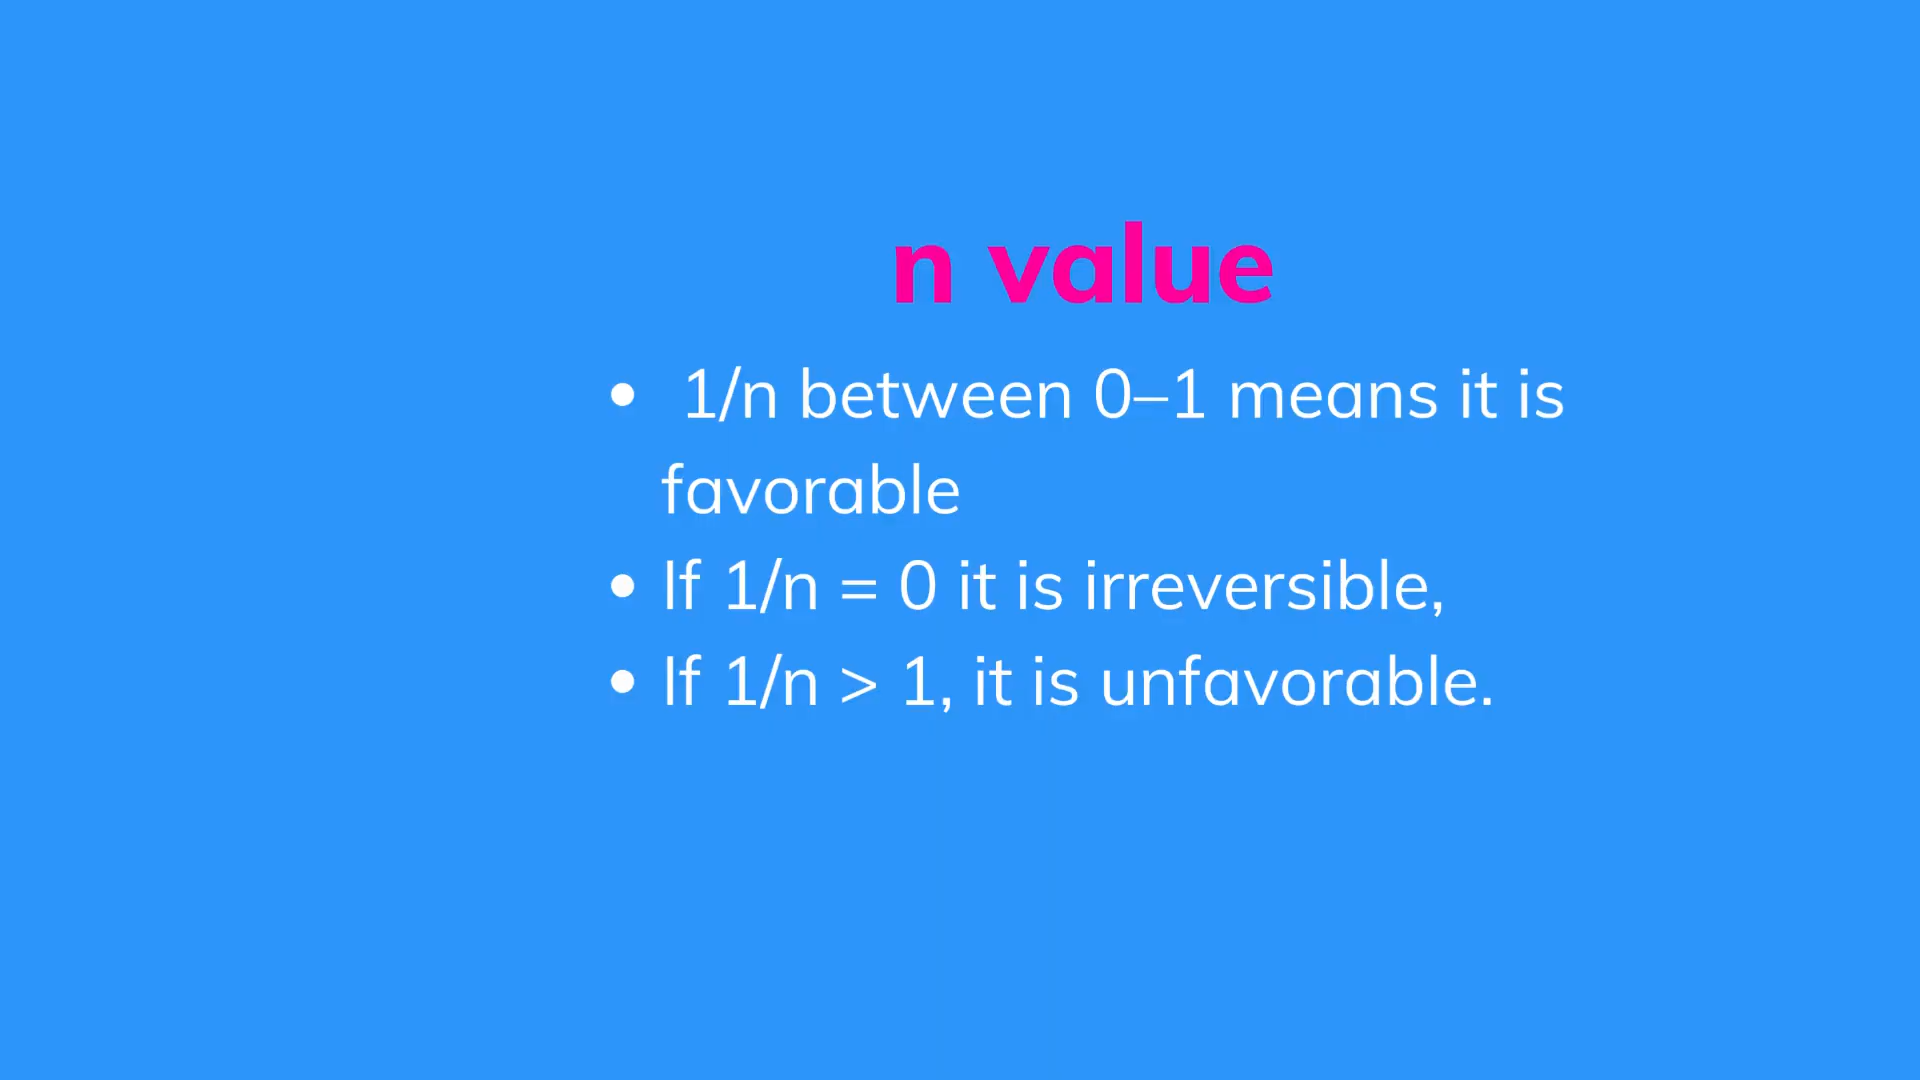 n value
• 1/n between 0–1 means it is
favorable
• If 1/n = 0 it is irreversible,
• If 1/n > 1, it is unfavorable.